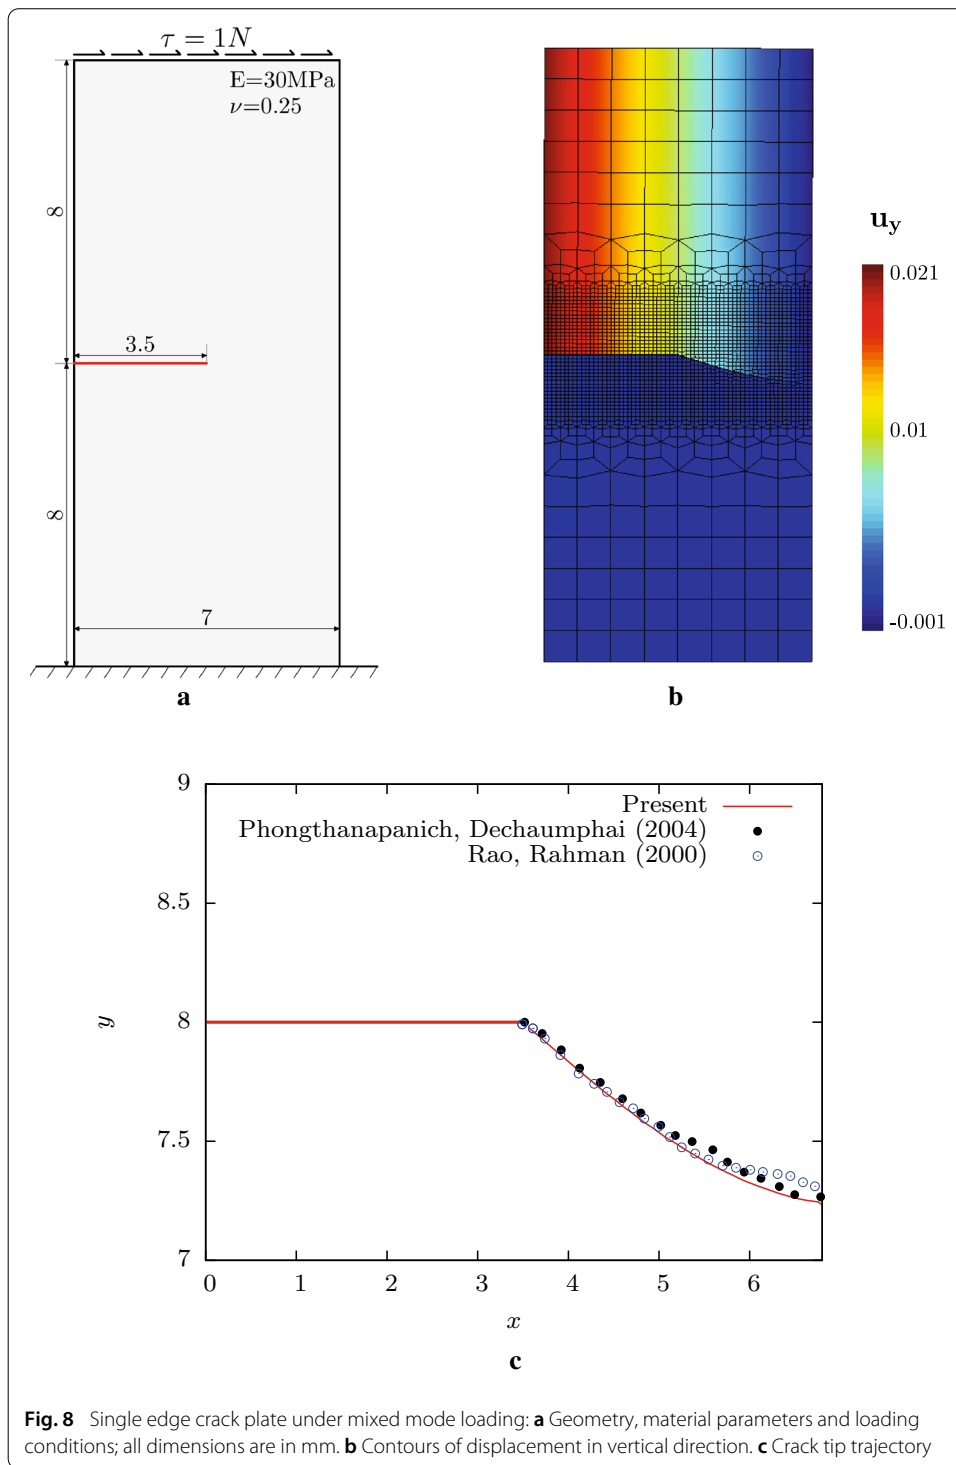 τ = 1N
E=30MPa
ν=0.25
8
3.5
8
7
a
u_y
0.021
0.01
-0.001
b
9
8.5
8
7.5
7
y
Present
Phongthanapanich, Dechaumphai (2004)
Rao, Rahman (2000)
0 1 2 3 4 5 6
x
c
Fig. 8 Single edge crack plate under mixed mode loading: a Geometry, material parameters and loading
conditions; all dimensions are in mm. b Contours of displacement in vertical direction. c Crack tip trajectory